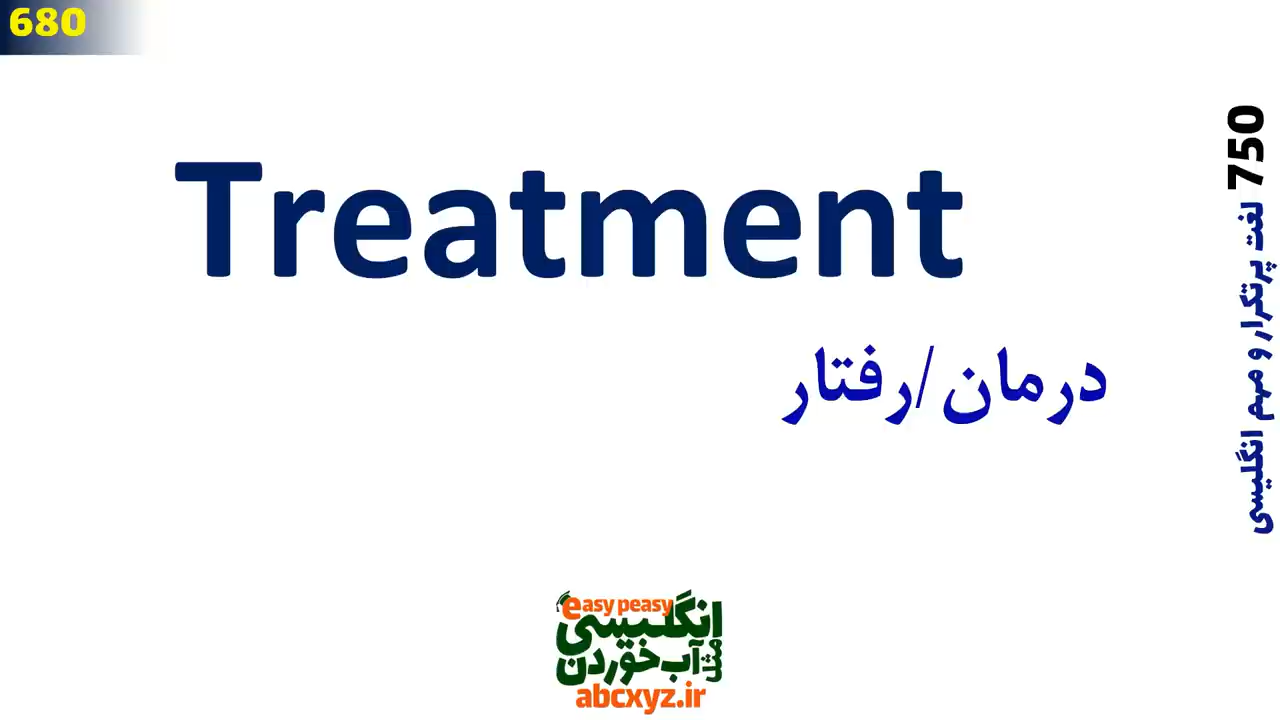 680
Treatment
درمان/رفتار
750 لغت پرتکرار و مهم انگلیسی
easy peasy
انگلیسی
مثل آب خوردن
abcxyz.ir